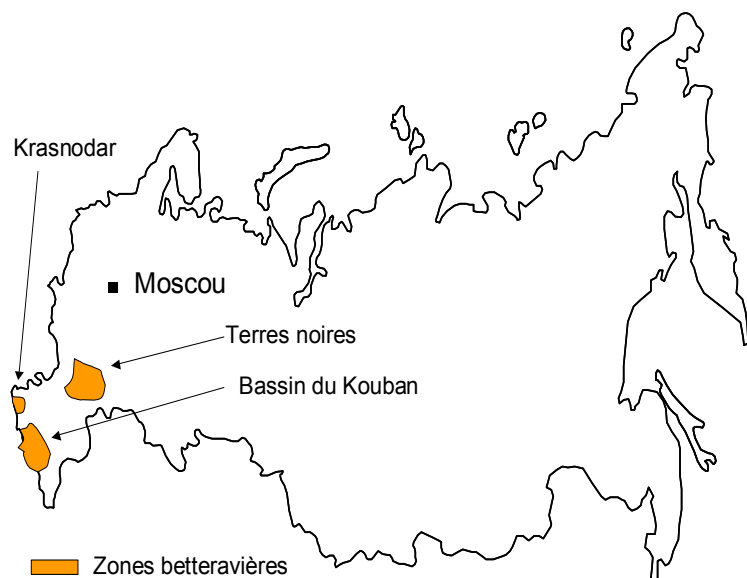 Krasnodar
Moscou
Terres noires
Bassin du Kouban
Zones betteravières